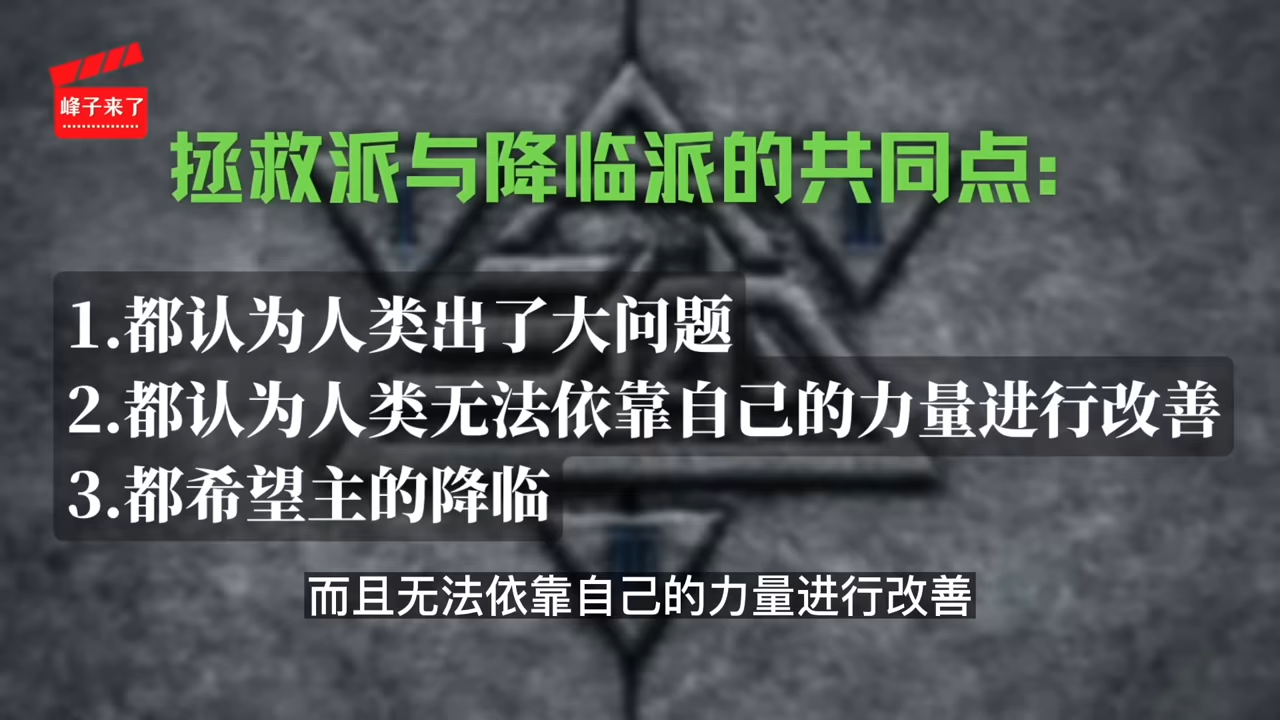 峰子来了
拯救派与降临派的共同点:
1.都认为人类出了大问题
2.都认为人类无法依靠自己的力量进行改善
3.都希望主的降临
而且无法依靠自己的力量进行改善